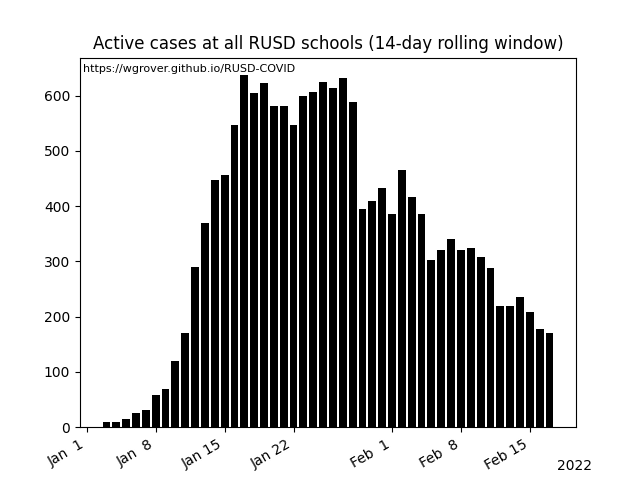 Active cases at all RUSD schools (14-day rolling window)
https://wgrover.github.io/RUSD-COVID
600
500
400
300
200
100
0
Jan 1
Jan 8
Jan 15
Jan 22
Feb 1
Feb 8
Feb 15
2022